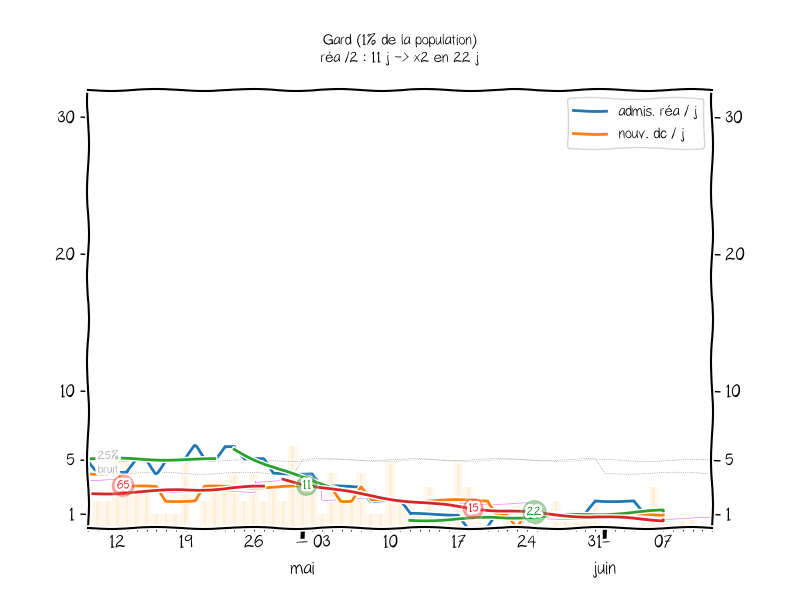 Gard (1% de la population)
réa /2 : 11 j -> x2 en 22 j
admis. réa / j
nouv. dc / j
30
30
20
20
10
10
25%
5
5
bruit
65
11
15
22
1
1
12 19 26 03 10 17 24 31 07
mai juin